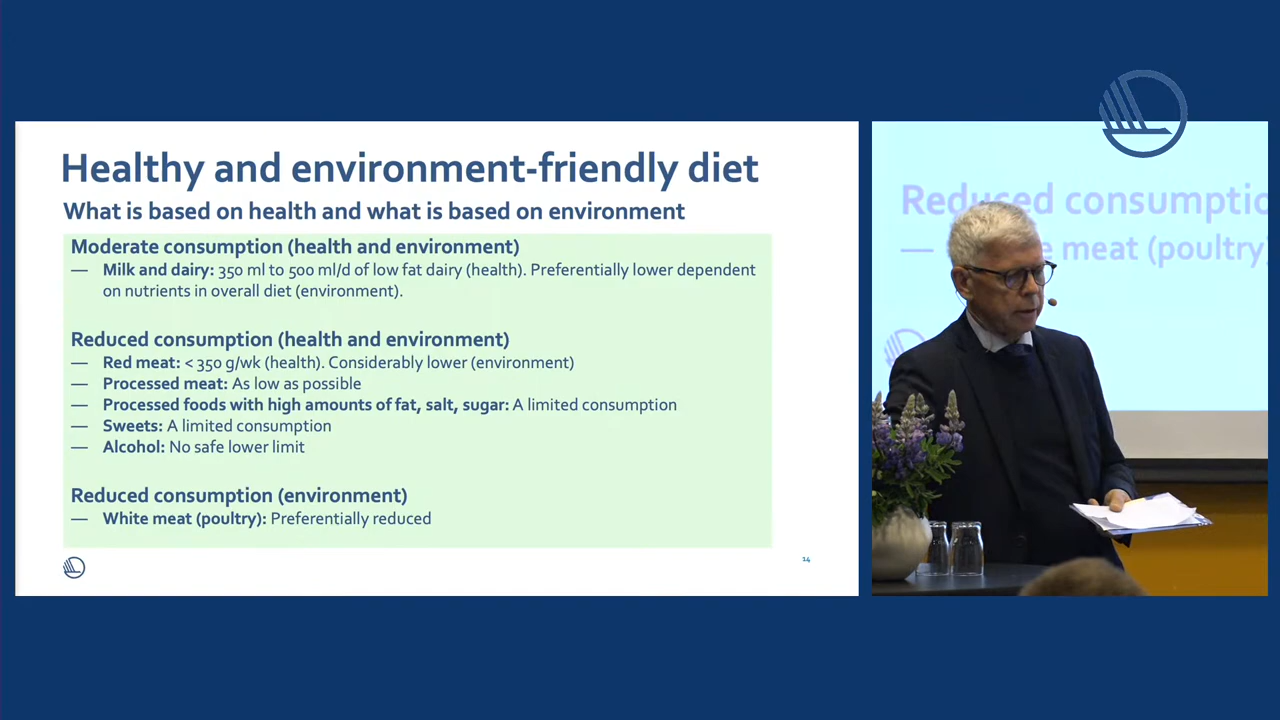 Healthy and environment-friendly diet
What is based on health and what is based on environment
Moderate consumption (health and environment)
— Milk and dairy: 350 ml to 500 ml/d of low fat dairy (health). Preferentially lower dependent
on nutrients in overall diet (environment).
Reduced consumption (health and environment)
— Red meat: < 350 g/wk (health). Considerably lower (environment)
— Processed meat: As low as possible
— Processed foods with high amounts of fat, salt, sugar: A limited consumption
— Sweets: A limited consumption
— Alcohol: No safe lower limit
Reduced consumption (environment)
— White meat (poultry): Preferentially reduced
14
Reduced
— meat (poultry)